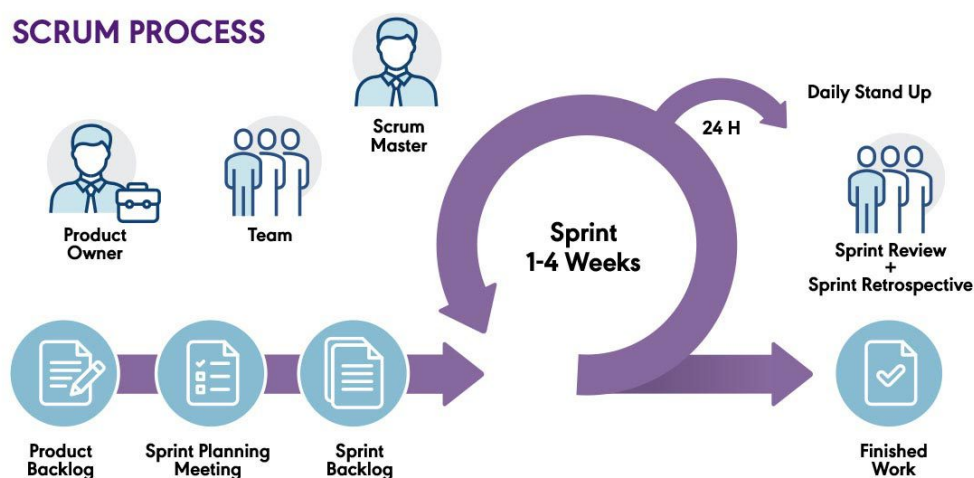 SCRUM PROCESS
Scrum
Master
Product
Owner
Team
Daily Stand Up
24 H
Sprint
1-4 Weeks
Sprint Review
+
Sprint Retrospective
Product
Backlog
Sprint Planning
Meeting
Sprint
Backlog
Finished
Work